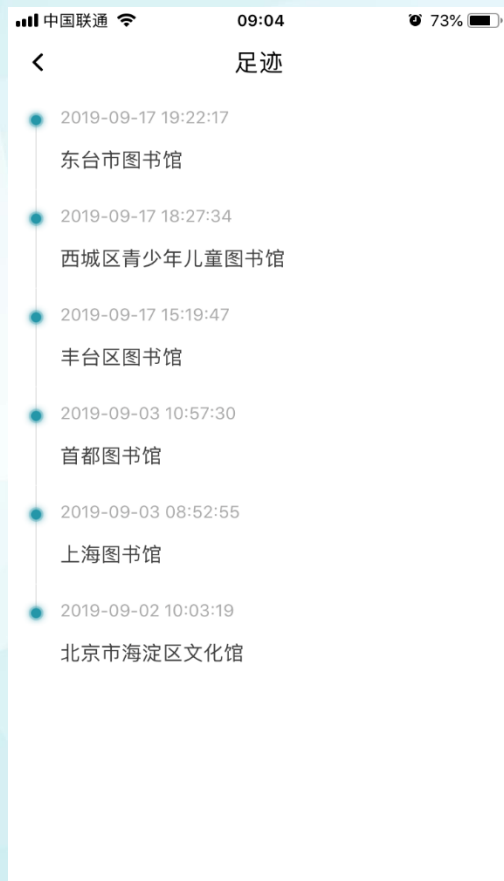 中国联通 09:04 73%
足迹
2019-09-17 19:22:17
东台市图书馆
2019-09-17 18:27:34
西城区青少年儿童图书馆
2019-09-17 15:19:47
丰台区图书馆
2019-09-03 10:57:30
首都图书馆
2019-09-03 08:52:55
上海图书馆
2019-09-02 10:03:19
北京市海淀区文化馆